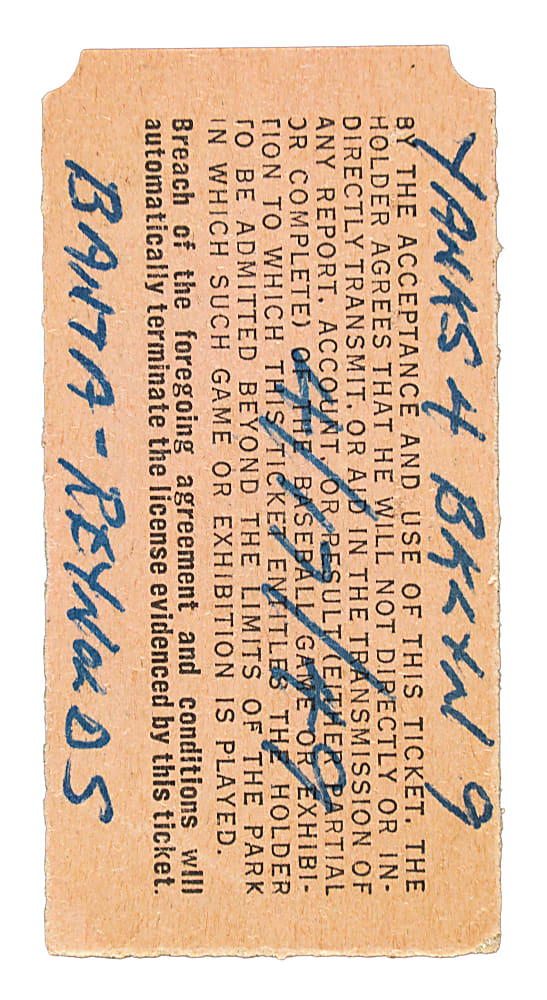 YANKS 4 BKLYN 9
BY THE ACCEPTANCE AND USE OF THIS TICKET, THE
HOLDER AGREES THAT HE WILL NOT DIRECTLY OR IN-
DIRECTLY TRANSMIT, OR AID IN THE TRANSMISSION OF
ANY REPORT, ACCOUNT, OR RESULT (EITHER PARTIAL
OR COMPLETE) OF THE BASEBALL GAME OR EXHIBI-
TION TO WHICH THIS TICKET ENTITLES THE HOLDER
TO BE ADMITTED BEYOND THE LIMITS OF THE PARK
IN WHICH SUCH GAME OR EXHIBITION IS PLAYED.
4/17/49
Breach of the foregoing agreement and conditions will
automatically terminate the license evidenced by this ticket.
BANTA - REYNOLDS